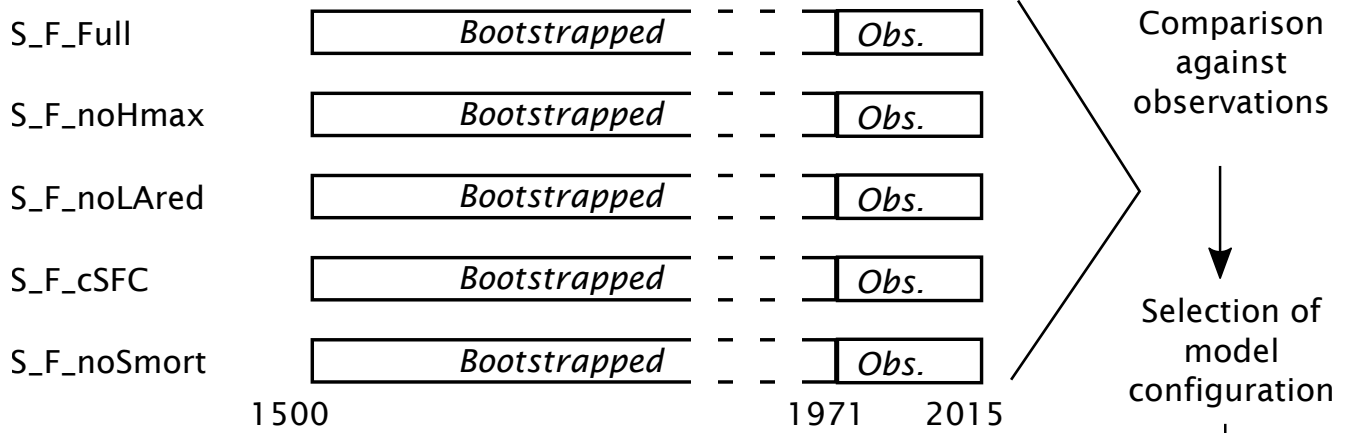 S_F_Full Bootstrapped Obs.
S_F_noHmax Bootstrapped Obs.
S_F_noLAred Bootstrapped Obs.
S_F_cSFC Bootstrapped Obs.
S_F_noSmort Bootstrapped Obs.
1500 1971 2015
Comparison
against
observations
Selection of
model
configuration